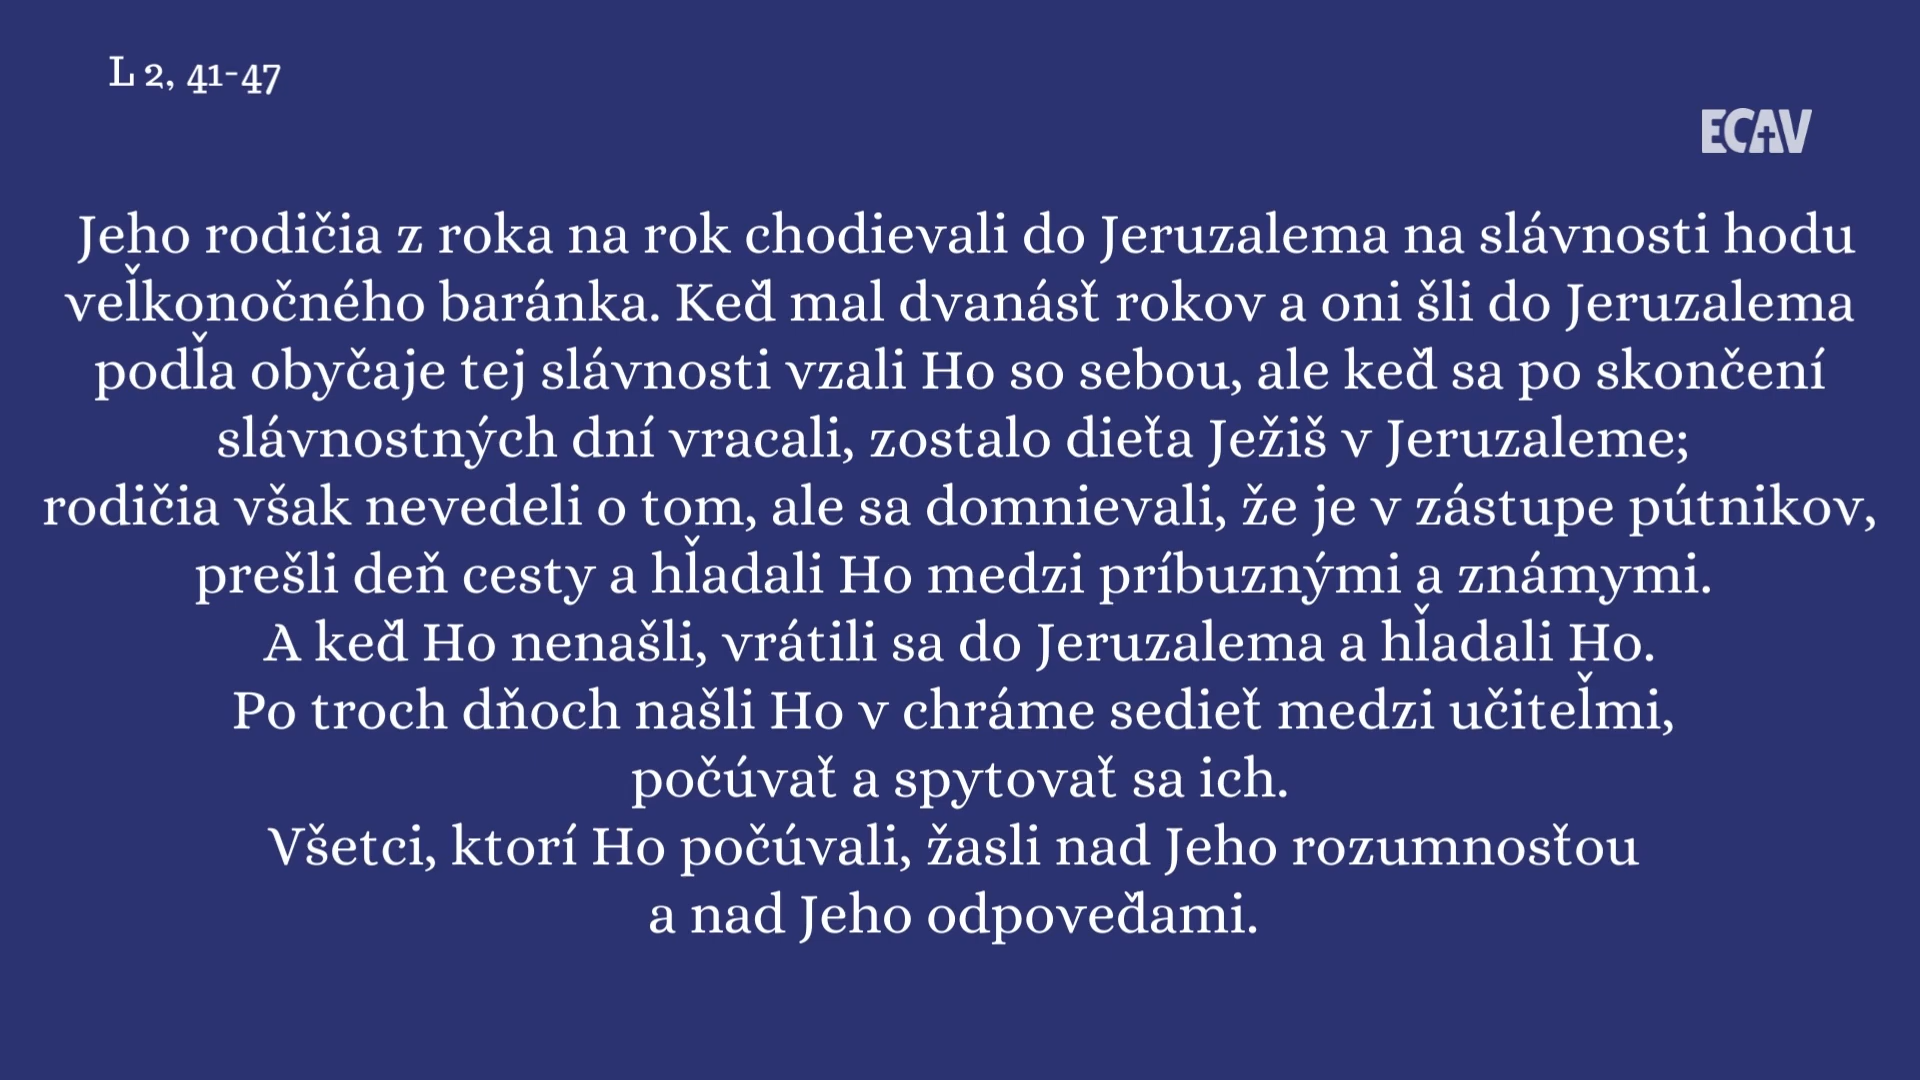 L 2, 41-47
ECAV
Jeho rodičia z roka na rok chodievali do Jeruzalema na slávnosti hodu
veľkonočného baránka. Keď mal dvanásť rokov a oni šli do Jeruzalema
podľa obyčaje tej slávnosti vzali Ho so sebou, ale keď sa po skončení
slávnostných dní vracali, zostalo dieťa Ježiš v Jeruzaleme;
rodičia však nevedeli o tom, ale sa domnievali, že je v zástupe pútnikov,
prešli deň cesty a hľadali Ho medzi príbuznými a známymi.
A keď Ho nenašli, vrátili sa do Jeruzalema a hľadali Ho.
Po troch dňoch našli Ho v chráme sedieť medzi učiteľmi,
počúvať a spytovať sa ich.
Všetci, ktorí Ho počúvali, žasli nad Jeho rozumnosťou
a nad Jeho odpoveďami.